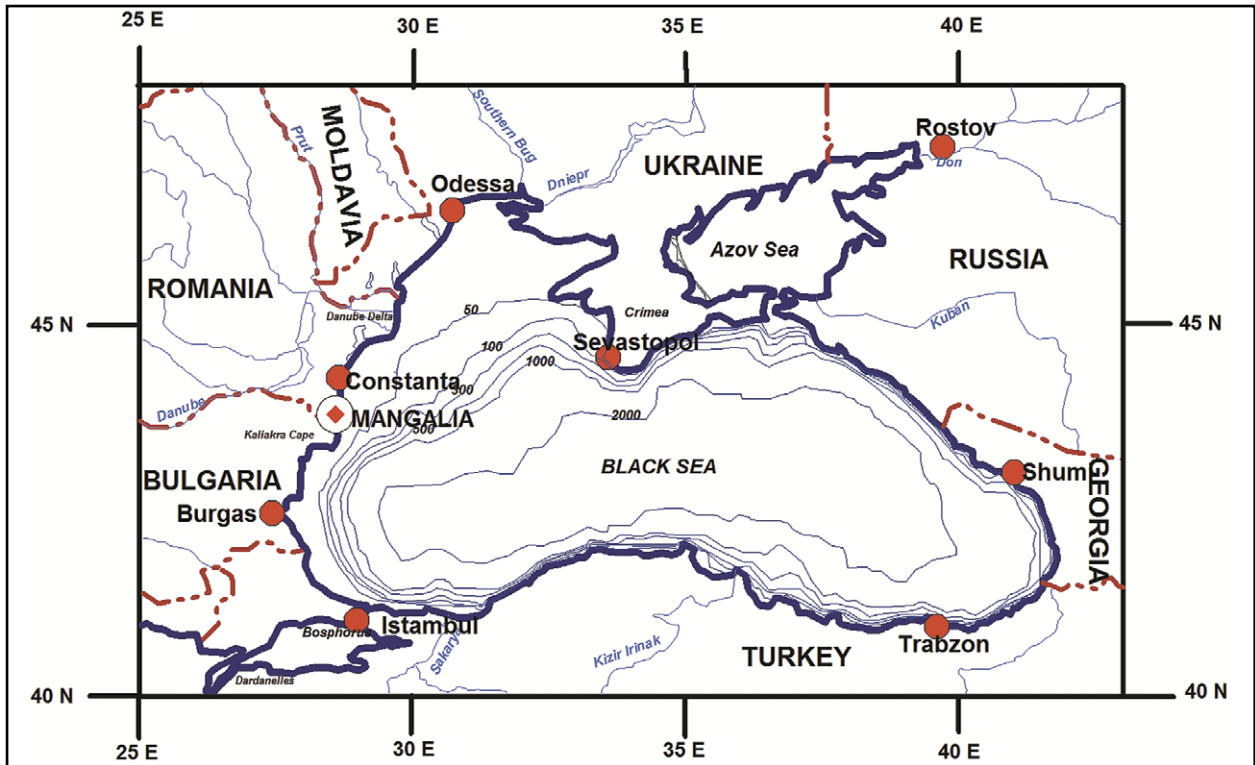 25 E
30 E
35 E
40 E
MOLDAVIA
Prut
Southern Bug
Dniepr
UKRAINE
Rostov
Don
Odessa
Azov Sea
RUSSIA
ROMANIA
Danube Delta
Crimea
Kuban
45 N
45 N
50
100
1000
Sevastopol
Constanta
500
2000
Danube
MANGALIA
500
Kaliakra Cape
BLACK SEA
BULGARIA
Shumi
GEORGIA
Burgas
Bosphorus
Istambul
Sakarya
Kizir Irinak
TURKEY
Trabzon
Dardanelles
40 N
40 N
25 E
30 E
35 E
40 E